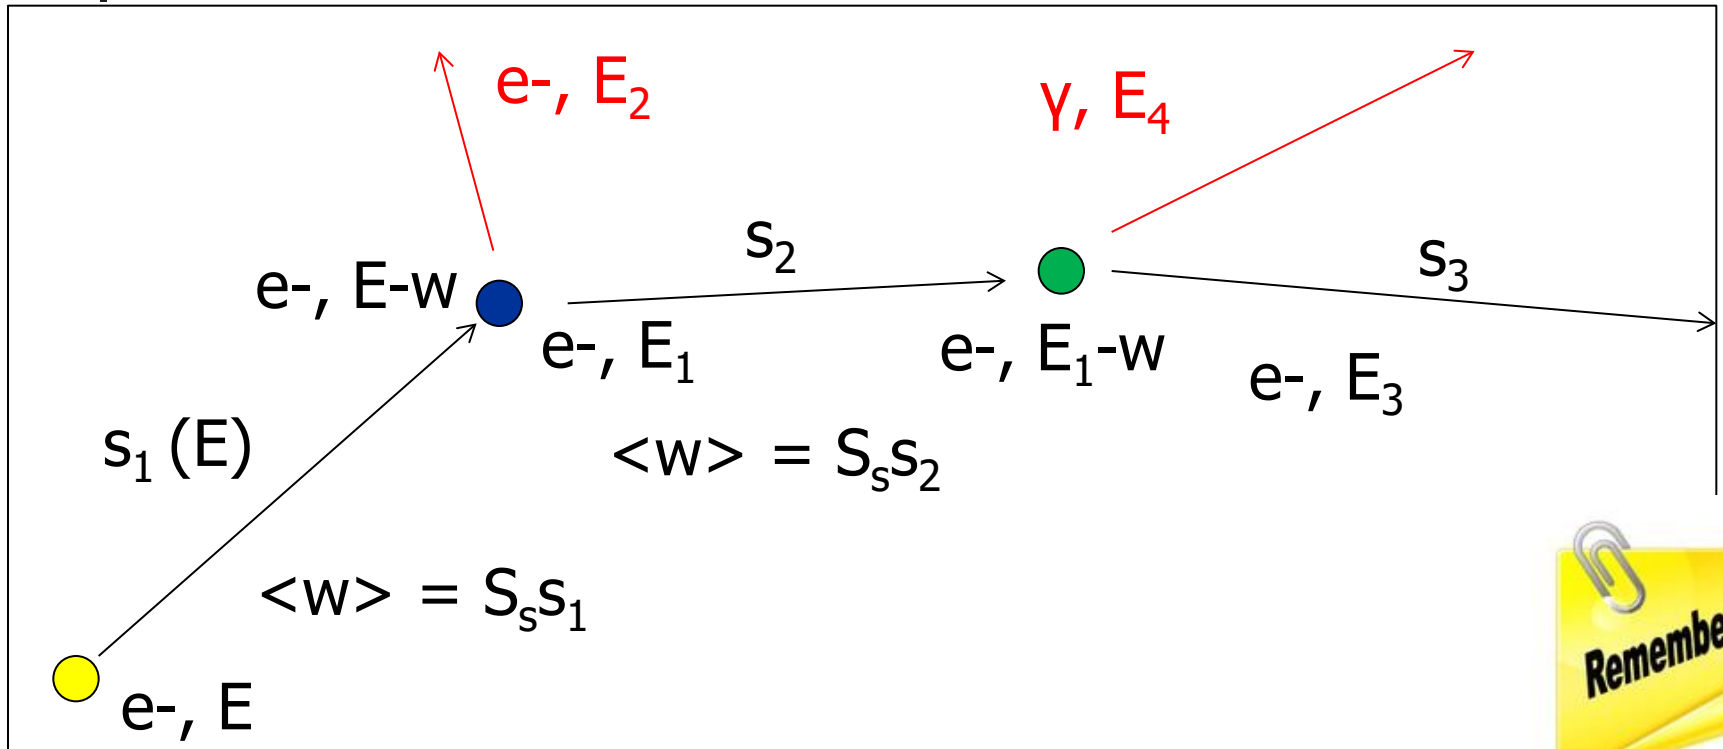 e-, E₂
γ, E₄
s₂
s₃
e-, E-w
e-, E₁
e-, E₁-w
e-, E₃
s₁ (E)
<w> = Sₛs₂
<w> = Sₛs₁
e-, E
Remembe